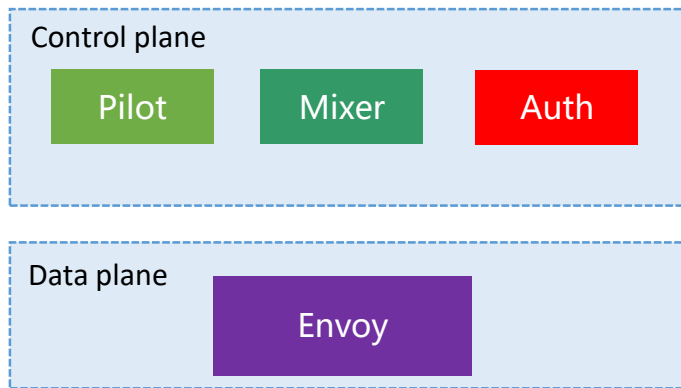 Control plane
Pilot
Mixer
Auth
Data plane
Envoy